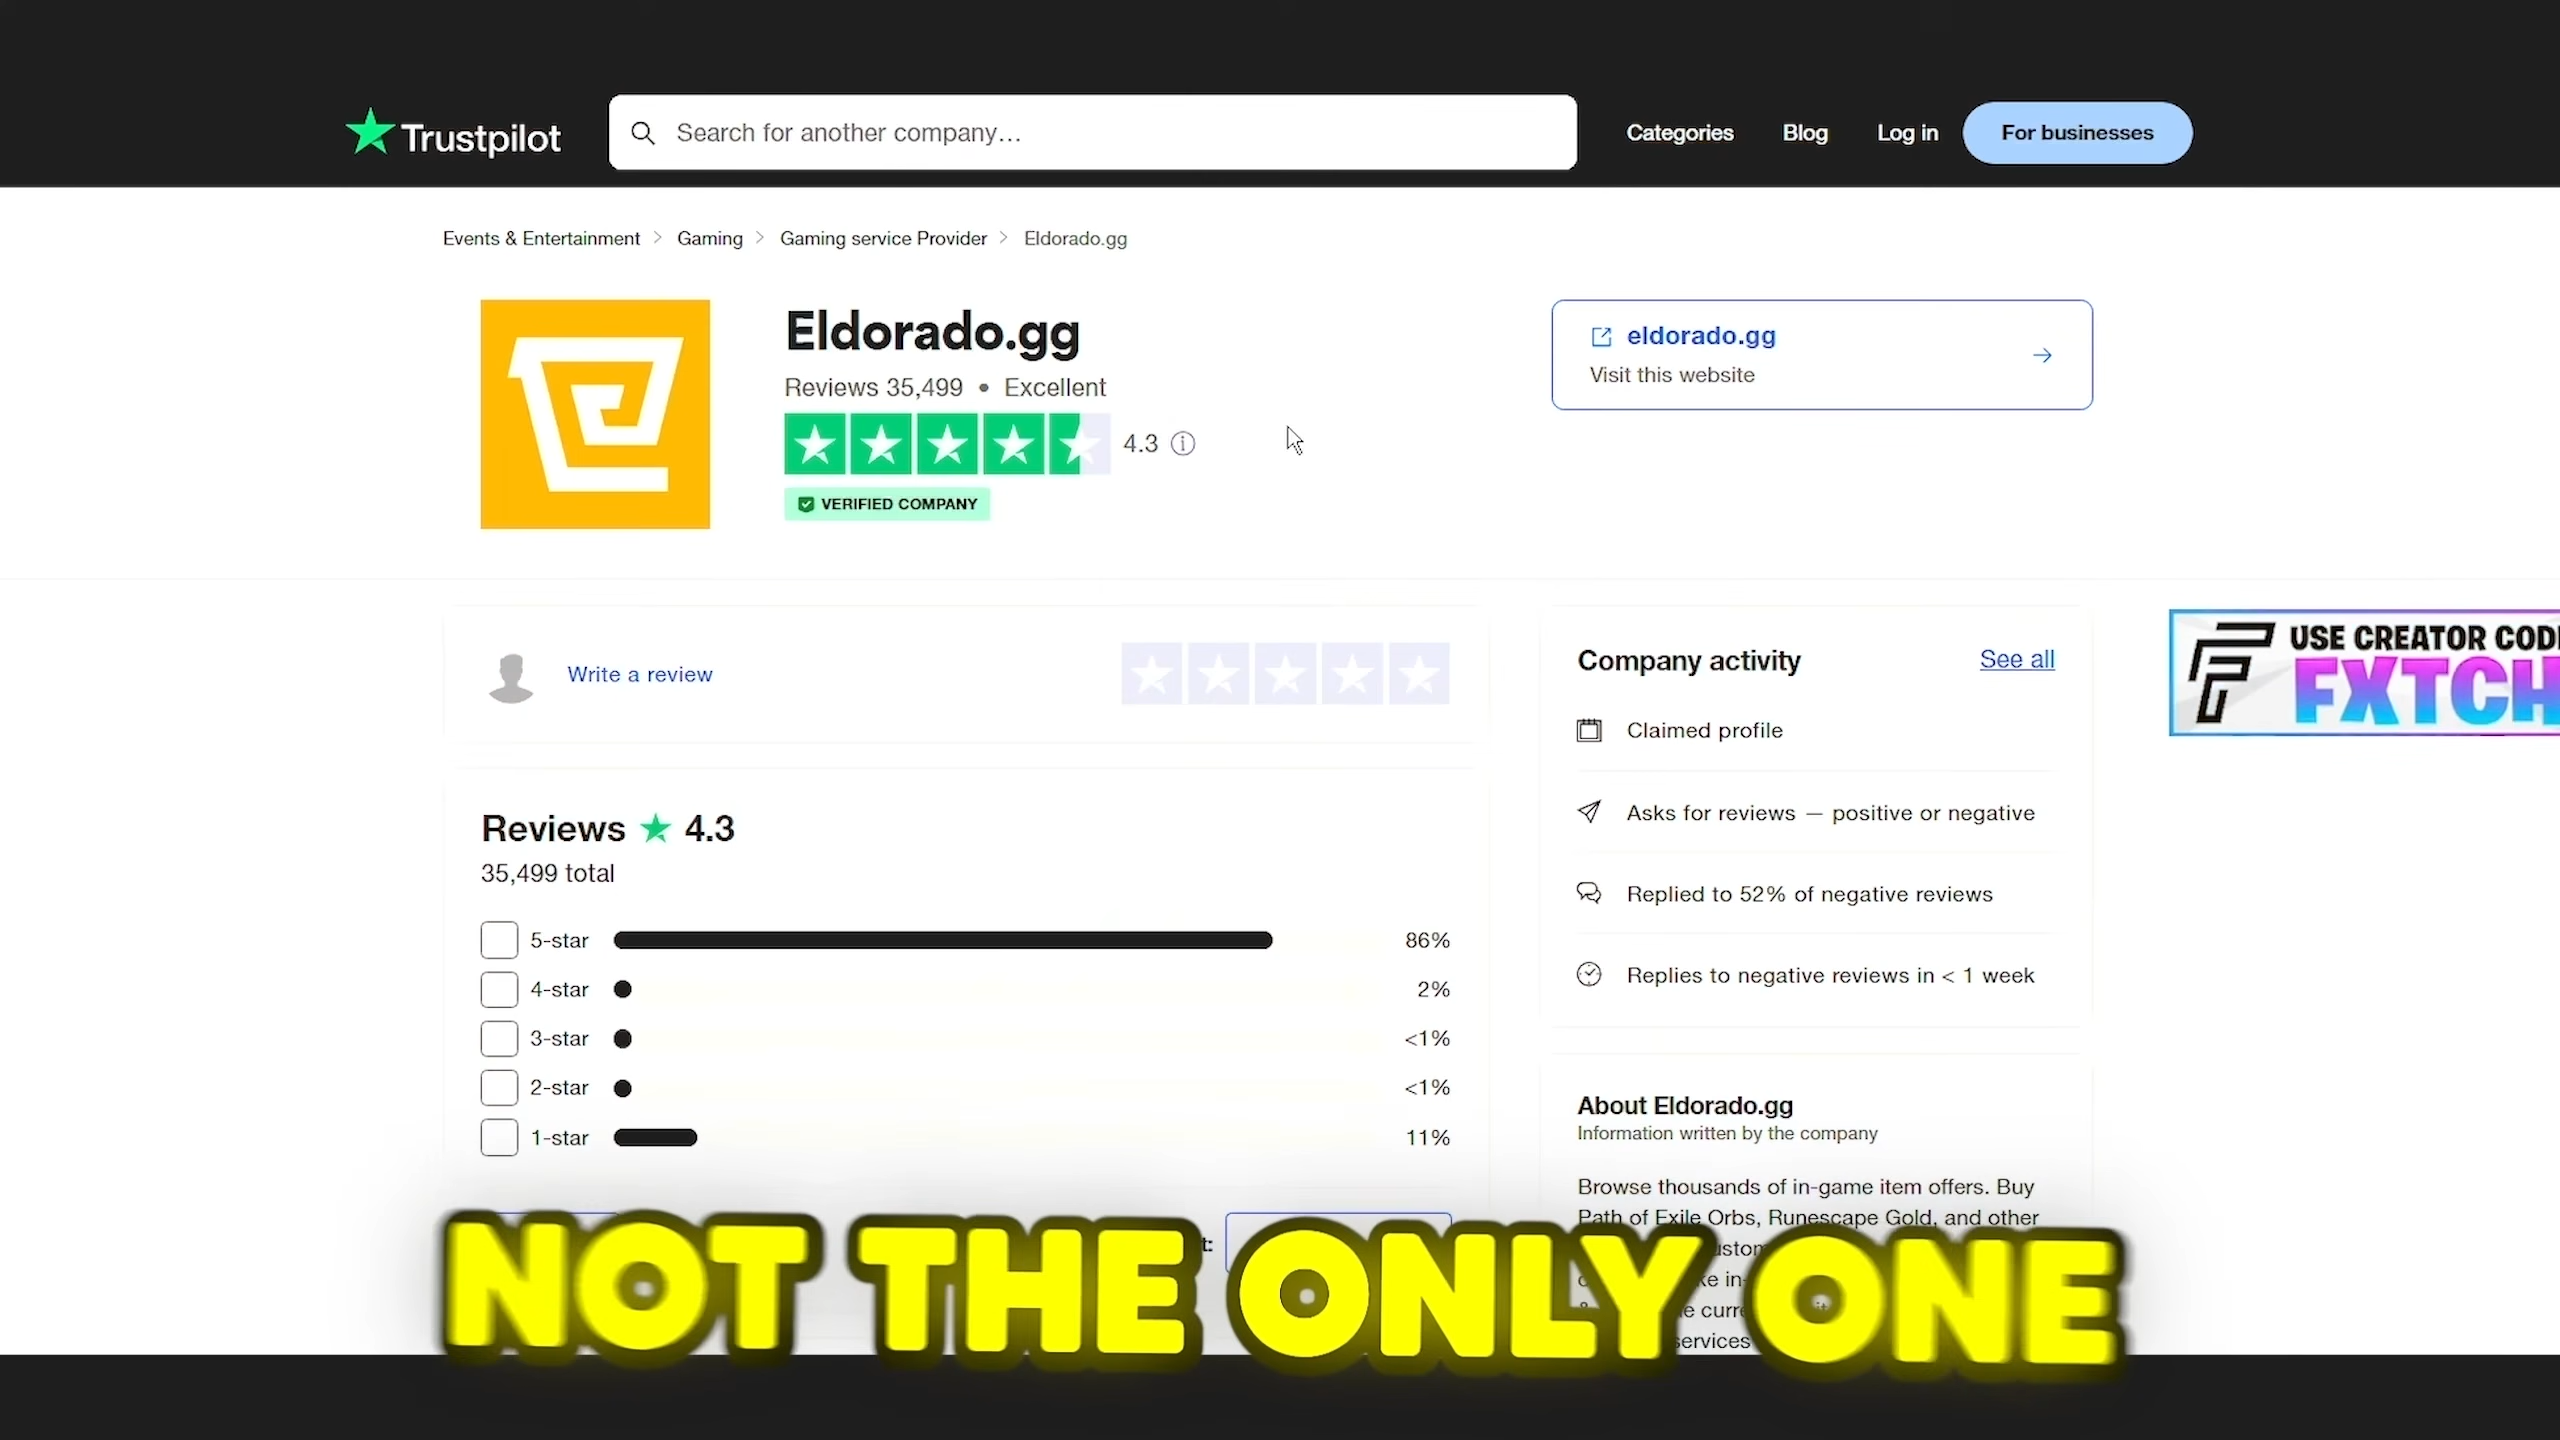 Trustpilot
Search for another company...
Categories
Blog
Log in
For businesses
Events & Entertainment > Gaming > Gaming service Provider > Eldorado.gg
Eldorado.gg
Reviews 35,499 • Excellent
4.3
VERIFIED COMPANY
eldorado.gg
Visit this website
Write a review
Company activity
See all
Claimed profile
Asks for reviews — positive or negative
Replied to 52% of negative reviews
Replies to negative reviews in < 1 week
USE CREATOR CODE
FXTCH
Reviews 4.3
35,499 total
5-star 86%
4-star 2%
3-star <1%
2-star <1%
1-star 11%
About Eldorado.gg
Information written by the company
Browse thousands of in-game item offers. Buy
Path of Exile Orbs, Runescape Gold, and other
services
NOT THE ONLY ONE